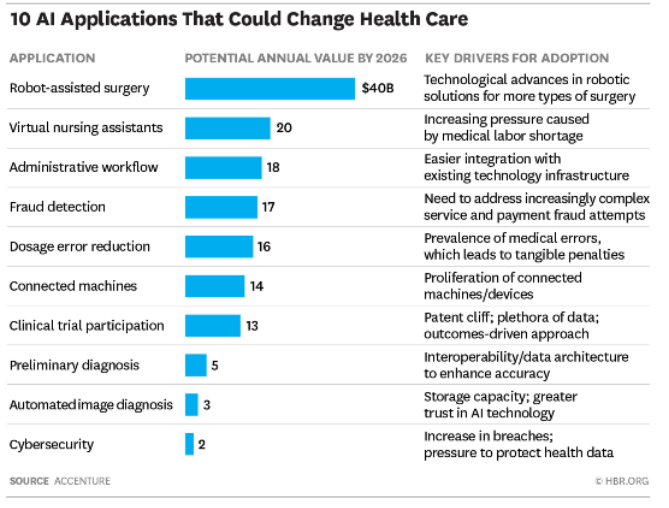 10 AI Applications That Could Change Health Care
APPLICATION POTENTIAL ANNUAL VALUE BY 2026 KEY DRIVERS FOR ADOPTION
Robot-assisted surgery $40B Technological advances in robotic
solutions for more types of surgery
Virtual nursing assistants 20 Increasing pressure caused
by medical labor shortage
Administrative workflow 18 Easier integration with
existing technology infrastructure
Fraud detection 17 Need to address increasingly complex
service and payment fraud attempts
Dosage error reduction 16 Prevalence of medical errors,
which leads to tangible penalties
Connected machines 14 Proliferation of connected
machines/devices
Clinical trial participation 13 Patent cliff; plethora of data;
outcomes-driven approach
Preliminary diagnosis 5 Interoperability/data architecture
to enhance accuracy
Automated image diagnosis 3 Storage capacity; greater
trust in AI technology
Cybersecurity 2 Increase in breaches;
pressure to protect health data
SOURCE ACCENTURE © HBR.ORG